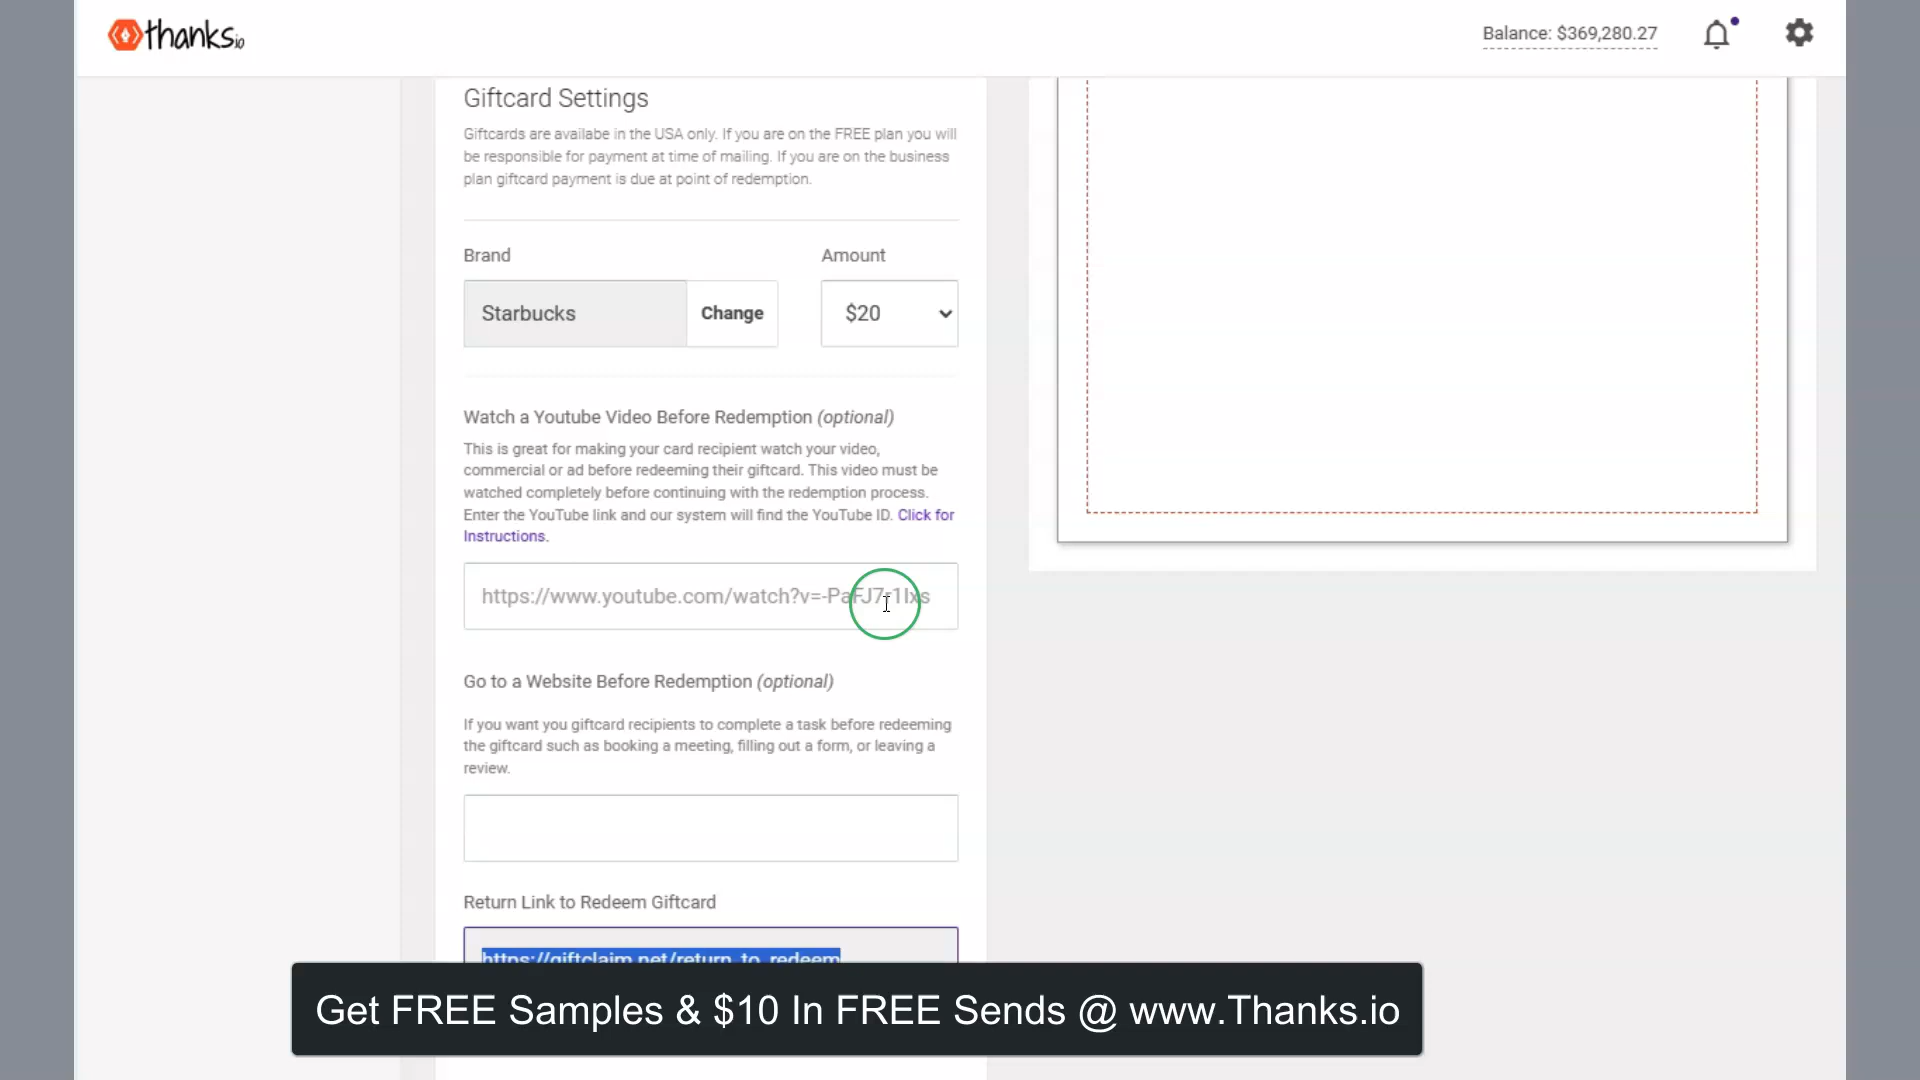 thanks.io
Balance: $369,280.27
Giftcard Settings
Giftcards are availabe in the USA only. If you are on the FREE plan you will
be responsible for payment at time of mailing. If you are on the business
plan giftcard payment is due at point of redemption.
Brand
Amount
Starbucks
Change
$20
Watch a Youtube Video Before Redemption (optional)
This is great for making your card recipient watch your video,
commercial or ad before redeeming their giftcard. This video must be
watched completely before continuing with the redemption process.
Enter the YouTube link and our system will find the YouTube ID. Click for
Instructions.
https://www.youtube.com/watch?v=-PaFJ7r1Ixs
Go to a Website Before Redemption (optional)
If you want you giftcard recipients to complete a task before redeeming
the giftcard such as booking a meeting, filling out a form, or leaving a
review.
Return Link to Redeem Giftcard
https://giftclaim.net/return_to_redeem
Get FREE Samples & $10 In FREE Sends @ www.Thanks.io